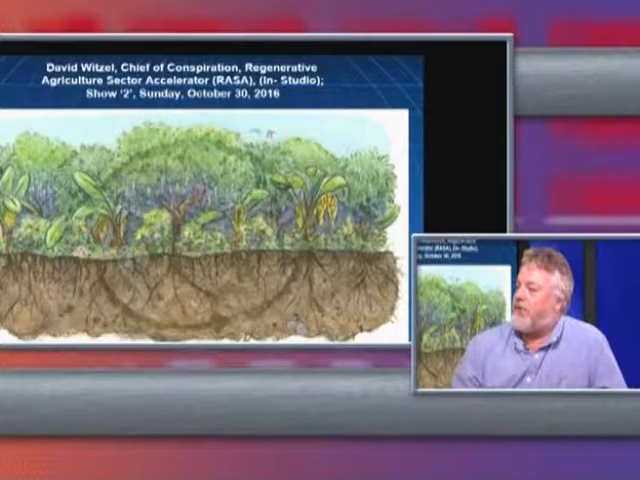 David Witzel, Chief of Conspiration, Regenerative
Agriculture Sector Accelerator (RASA), (In- Studio);
Show '2', Sunday, October 30, 2016